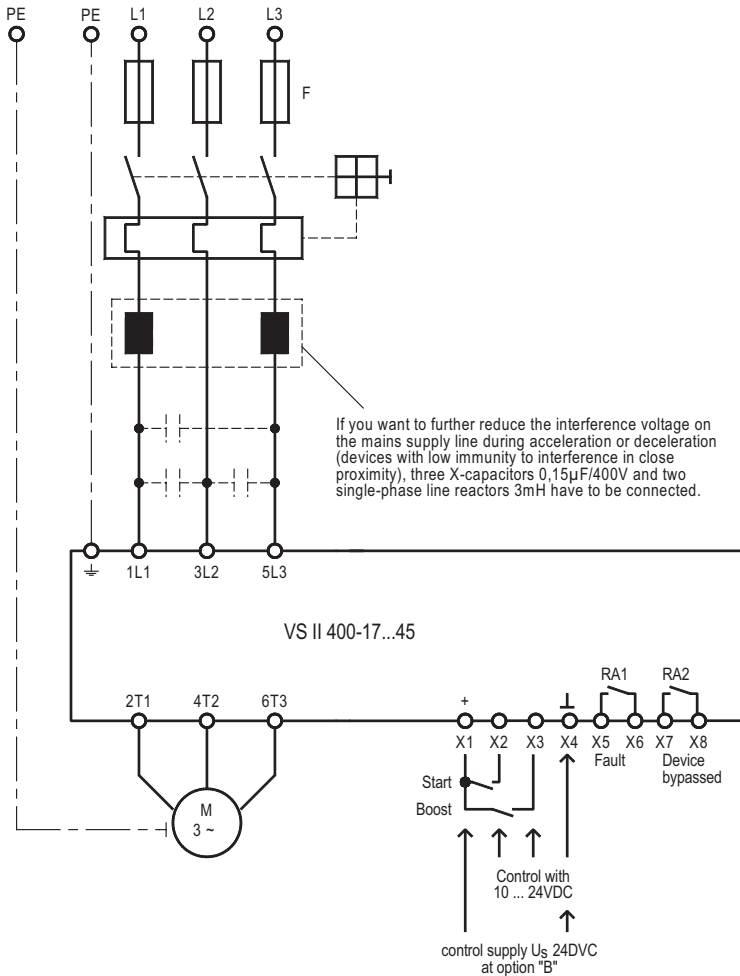 PE PE L1 L2 L3
F
If you want to further reduce the interference voltage on
the mains supply line during acceleration or deceleration
(devices with low immunity to interference in close
proximity), three X-capacitors 0,15µF/400V and two
single-phase line reactors 3mH have to be connected.
1L1 3L2 5L3
VS II 400-17...45
RA1 RA2
2T1 4T2 6T3 +
X1 X2 X3 X4 X5 X6 X7 X8
Fault Device
bypassed
Start
Boost
M
3 ~
Control with
10 ... 24VDC
control supply US 24DVC
at option "B"